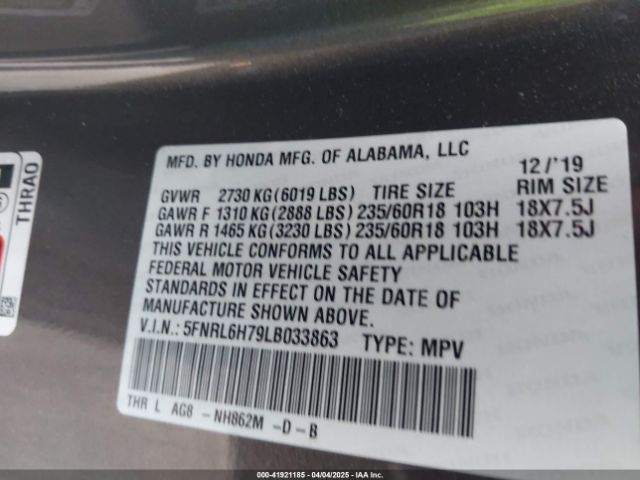 MFD. BY HONDA MFG. OF ALABAMA, LLC 12/'19
GVWR 2730 KG(6019 LBS) TIRE SIZE RIM SIZE
GAWR F 1310 KG(2888 LBS) 235/60R18 103H 18X7.5J
GAWR R 1465 KG(3230 LBS) 235/60R18 103H 18X7.5J
THIS VEHICLE CONFORMS TO ALL APPLICABLE
FEDERAL MOTOR VEHICLE SAFETY
STANDARDS IN EFFECT ON THE DATE OF
MANUFACTURE SHOWN ABOVE.
V.I.N.: 5FNRL6H79LB033863 TYPE: MPV
THR L AG8 -NH862M -D-B
THRA0
000-41921185 - 04/04/2025 - IAA Inc.